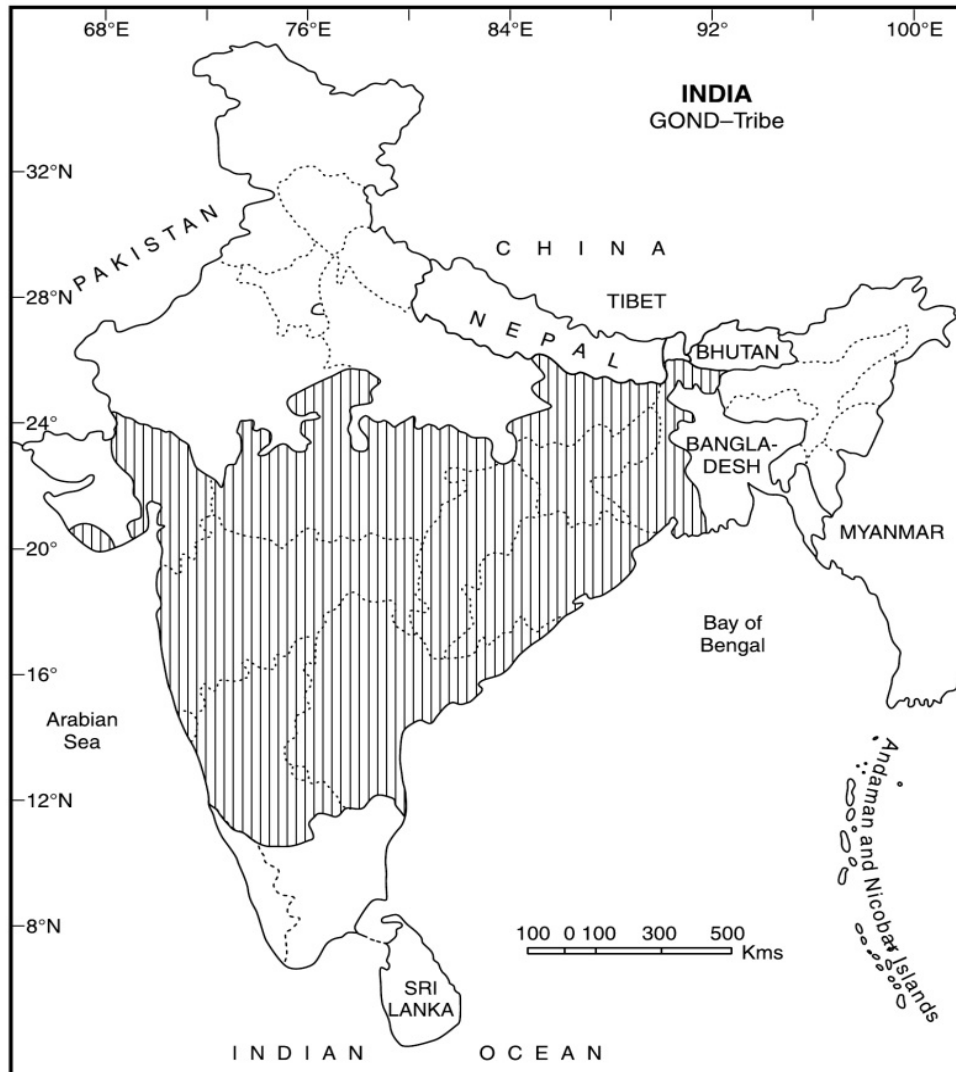 68°E 76°E 84°E 92° 100°E
INDIA
GOND–Tribe
32°N
PAKISTAN
CHINA
28°N
TIBET
NEPAL
BHUTAN
24°
BANGLA-
DESH
20°
MYANMAR
Bay of
Bengal
16°
Arabian
Sea
12°N
Andaman and Nicobar Islands
8°N
100 0 100 300 500
Kms
SRI
LANKA
INDIAN OCEAN